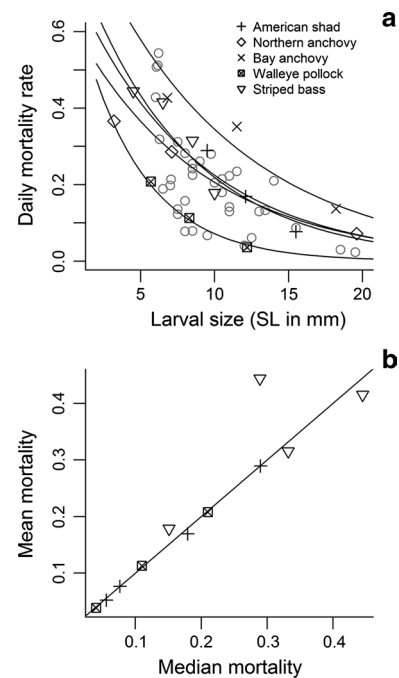 a
American shad
Northern anchovy
Bay anchovy
Walleye pollock
Striped bass
Daily mortality rate
0.6
0.4
0.2
0.0
5 10 15 20
Larval size (SL in mm)
b
Mean mortality
0.4
0.3
0.2
0.1
0.1 0.2 0.3 0.4
Median mortality